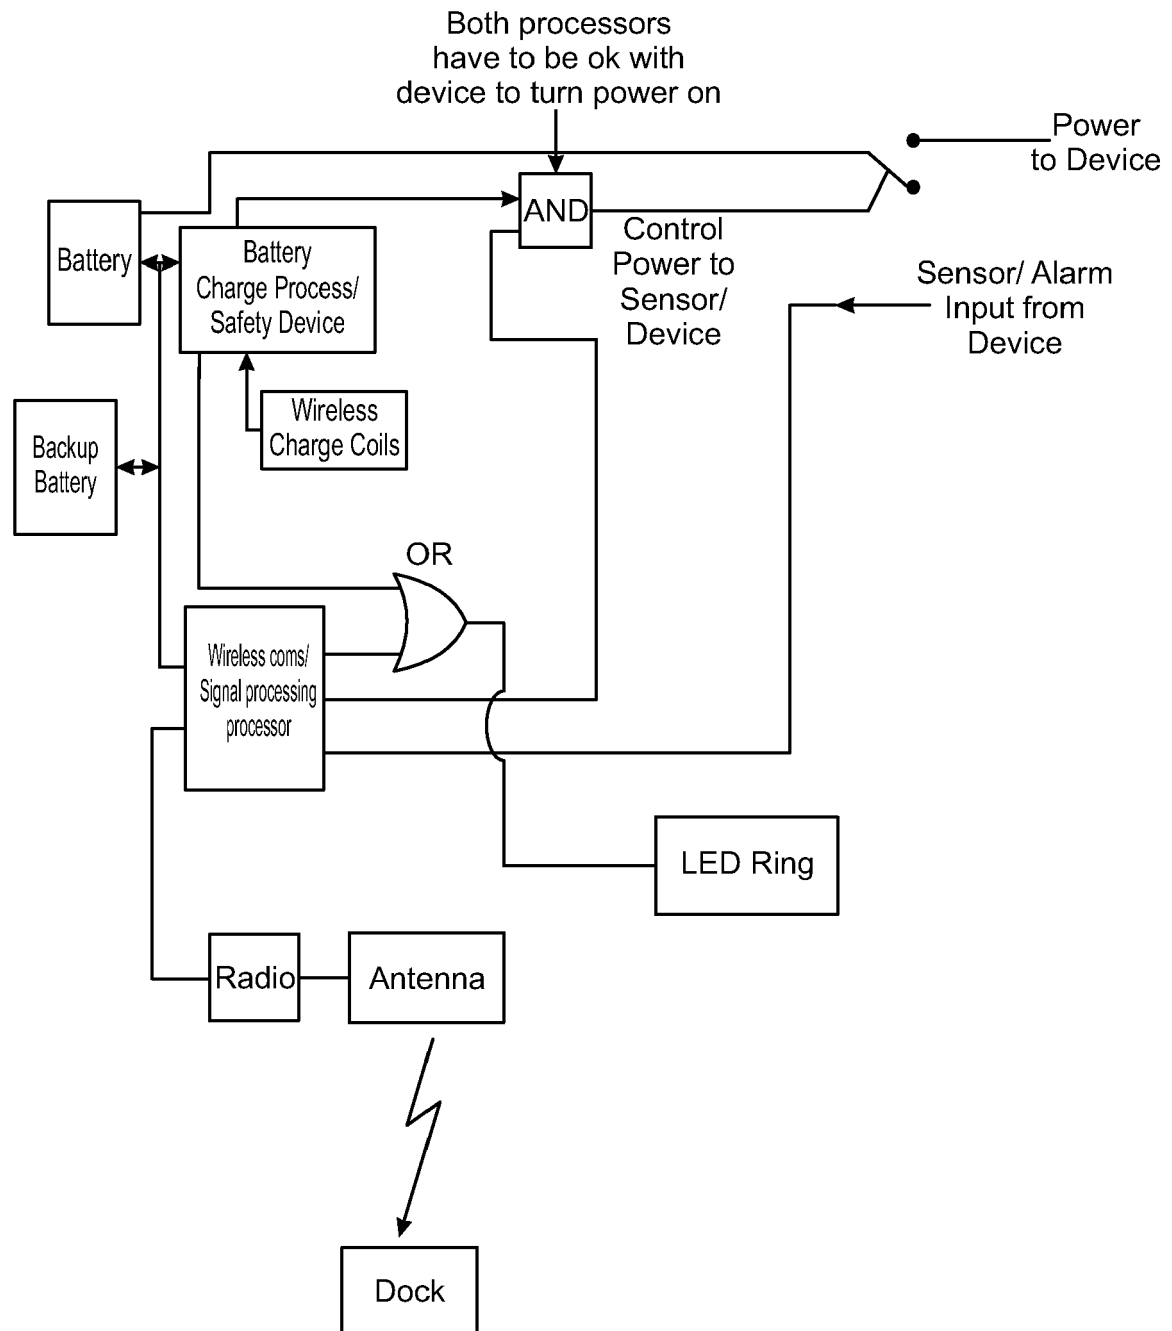 Both processors
have to be ok with
device to turn power on
Power
to Device
AND
Battery
Battery
Charge Process/
Safety Device
Control
Power to
Sensor/
Device
Sensor/ Alarm
Input from
Device
Wireless
Charge Coils
Backup
Battery
OR
Wireless coms/
Signal processing
processor
LED Ring
Radio
Antenna
Dock